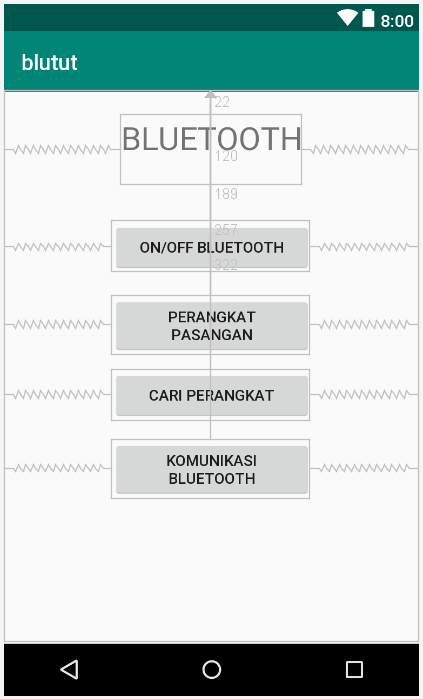 8:00
blutut
22
BLUETOOTH
120
189
257
ON/OFF BLUETOOTH
322
PERANGKAT
PASANGAN
CARI PERANGKAT
KOMUNIKASI
BLUETOOTH